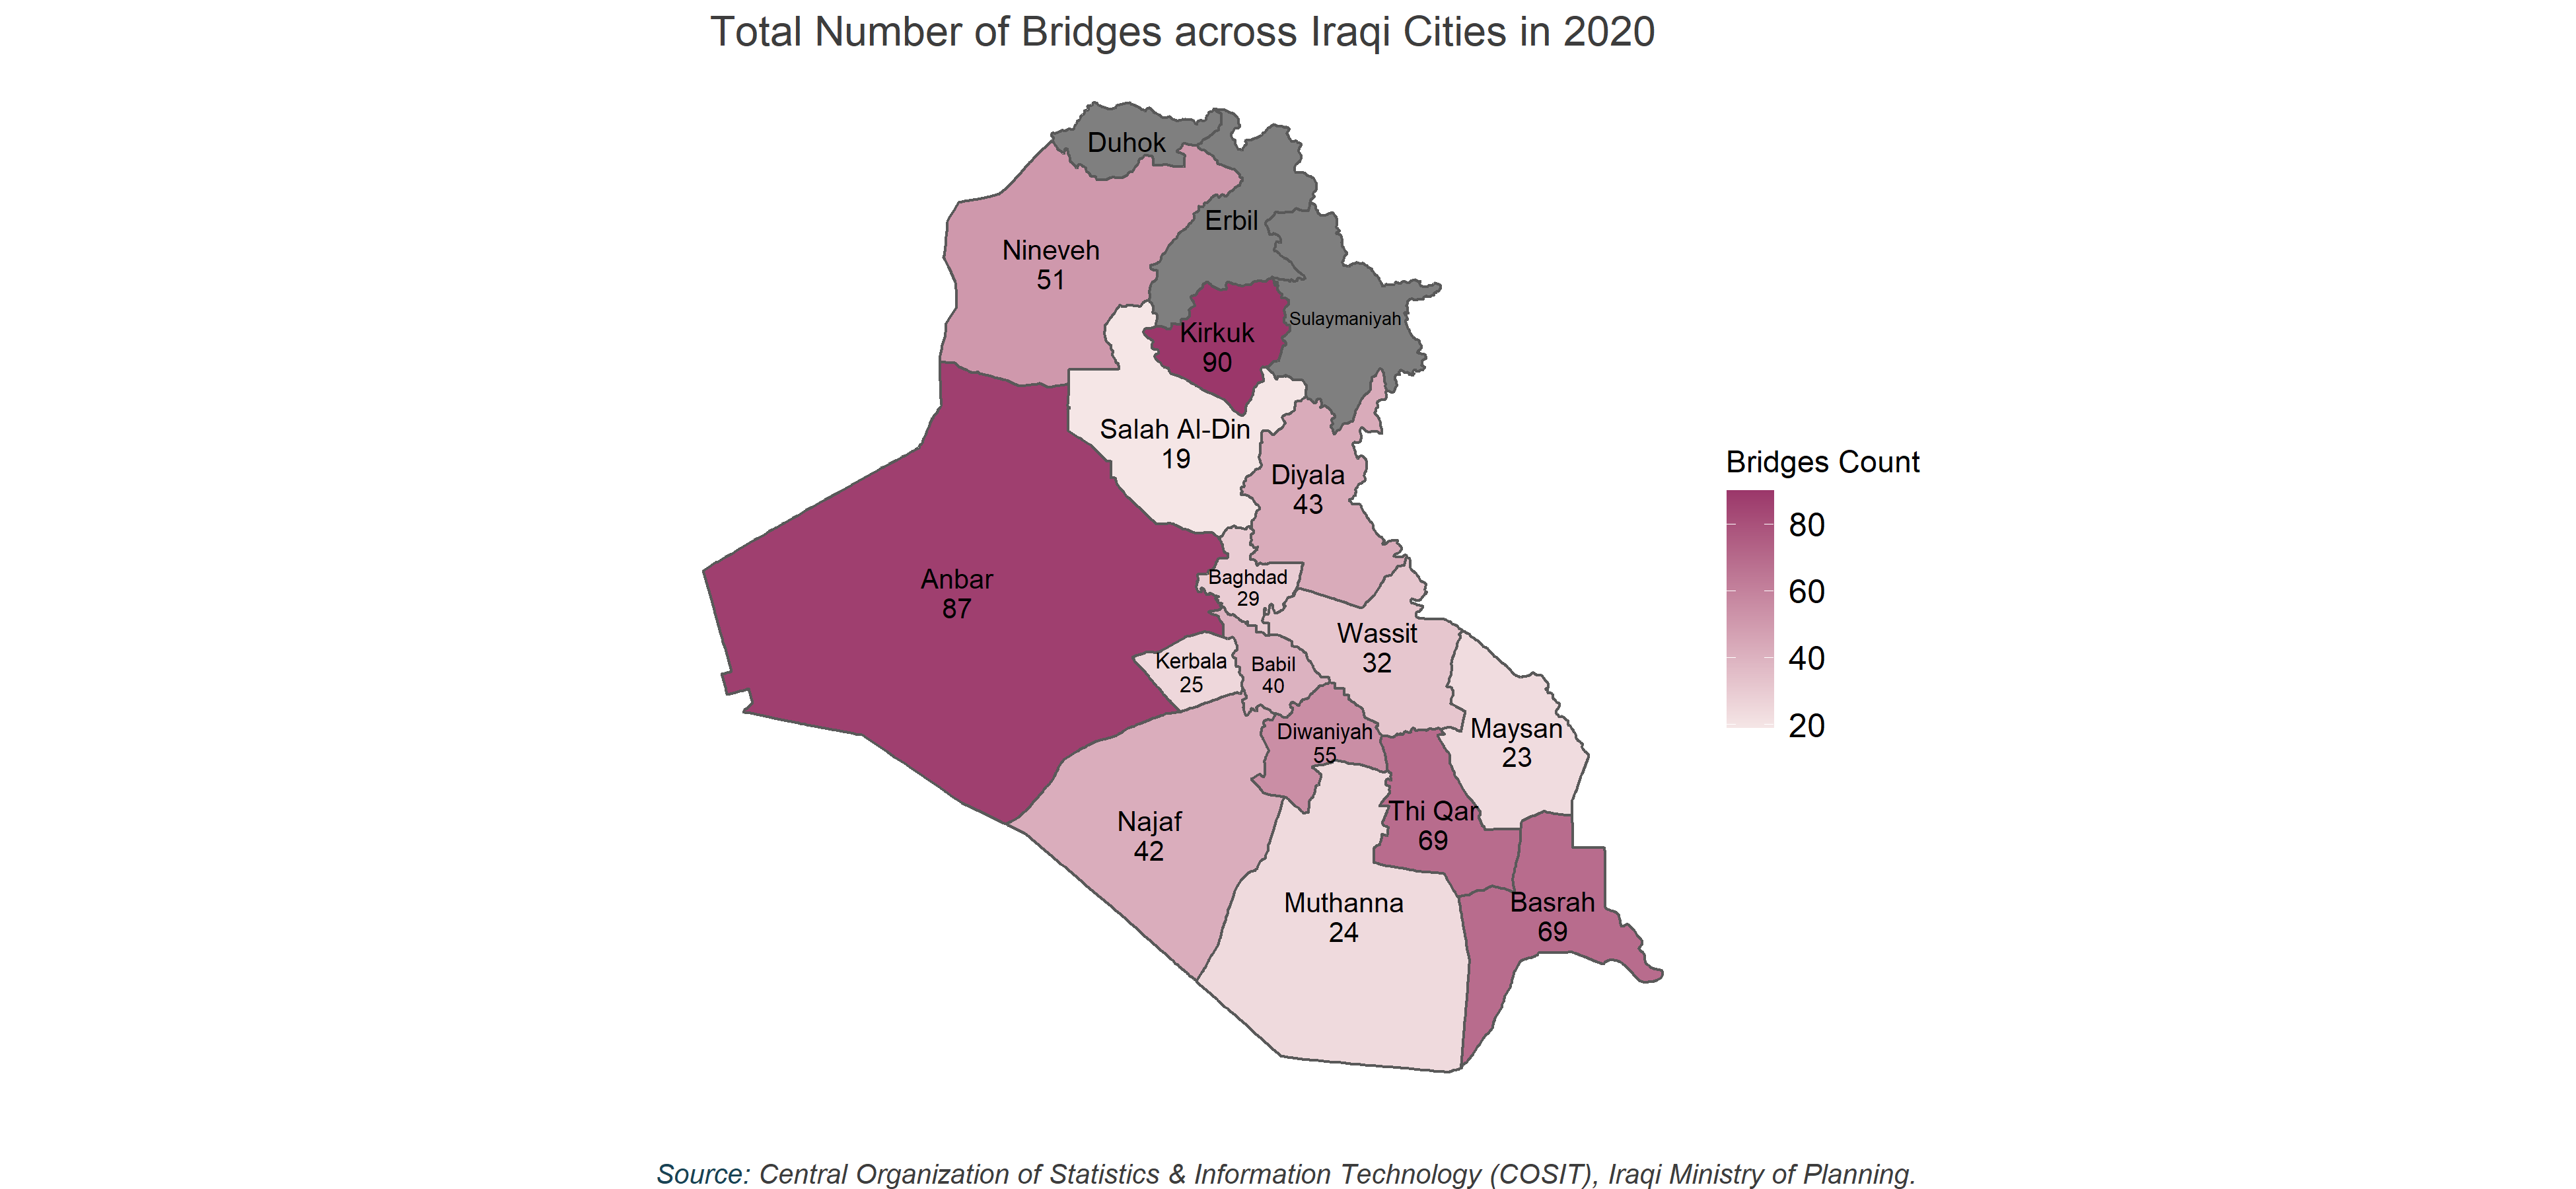 Total Number of Bridges across Iraqi Cities in 2020
Duhok
Erbil
Nineveh
51
Sulaymaniyah
Kirkuk
90
Salah Al-Din
19
Diyala
43
Anbar
87
Baghdad
29
Wassit
32
Kerbala
25
Babil
40
Diwaniyah
55
Maysan
23
Thi Qar
69
Najaf
42
Muthanna
24
Basrah
69
Bridges Count
80
60
40
20
Source: Central Organization of Statistics & Information Technology (COSIT), Iraqi Ministry of Planning.